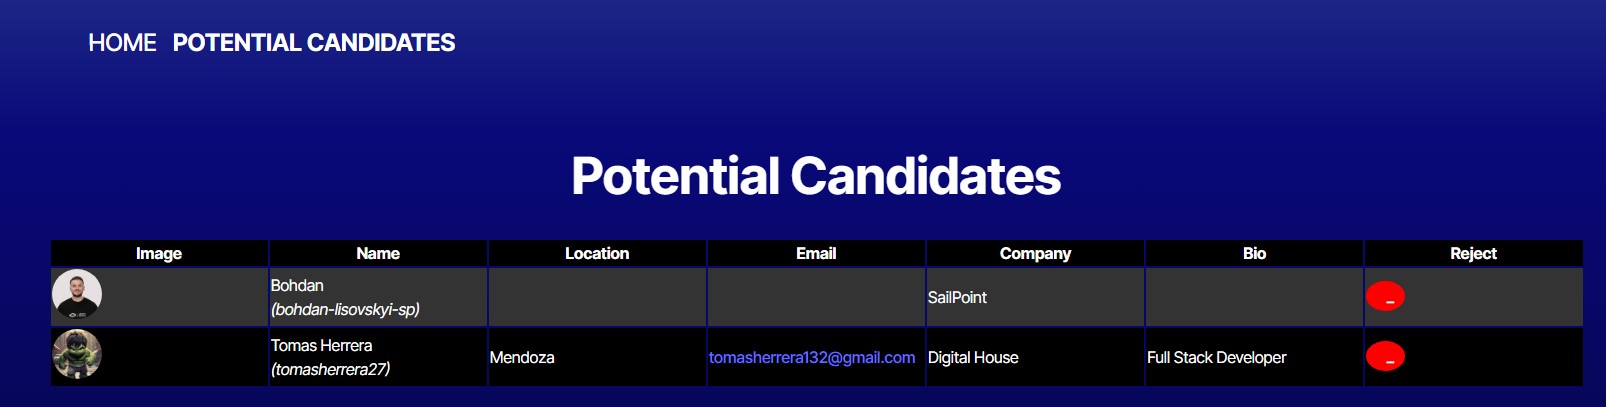 HOME POTENTIAL CANDIDATES
Potential Candidates
Image Name Location Email Company Bio Reject
Bohdan
(bohdan-lisovskyi-sp)
SailPoint
-
Tomas Herrera
(tomasherrera27)
Mendoza tomasherrera132@gmail.com Digital House Full Stack Developer
-